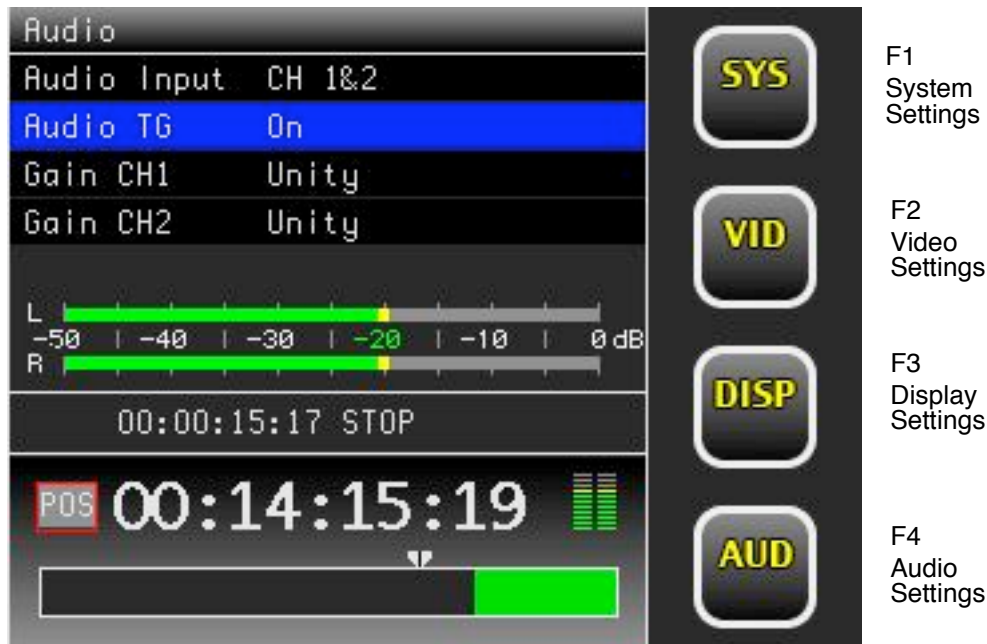 Audio
Audio Input CH 1&2
Audio TG On
Gain CH1 Unity
Gain CH2 Unity
L
-50 | -40 | -30 | -20 | -10 | 0 dB
R
00:00:15:17 STOP
POS 00:14:15:19
SYS
F1
System
Settings
VID
F2
Video
Settings
DISP
F3
Display
Settings
AUD
F4
Audio
Settings